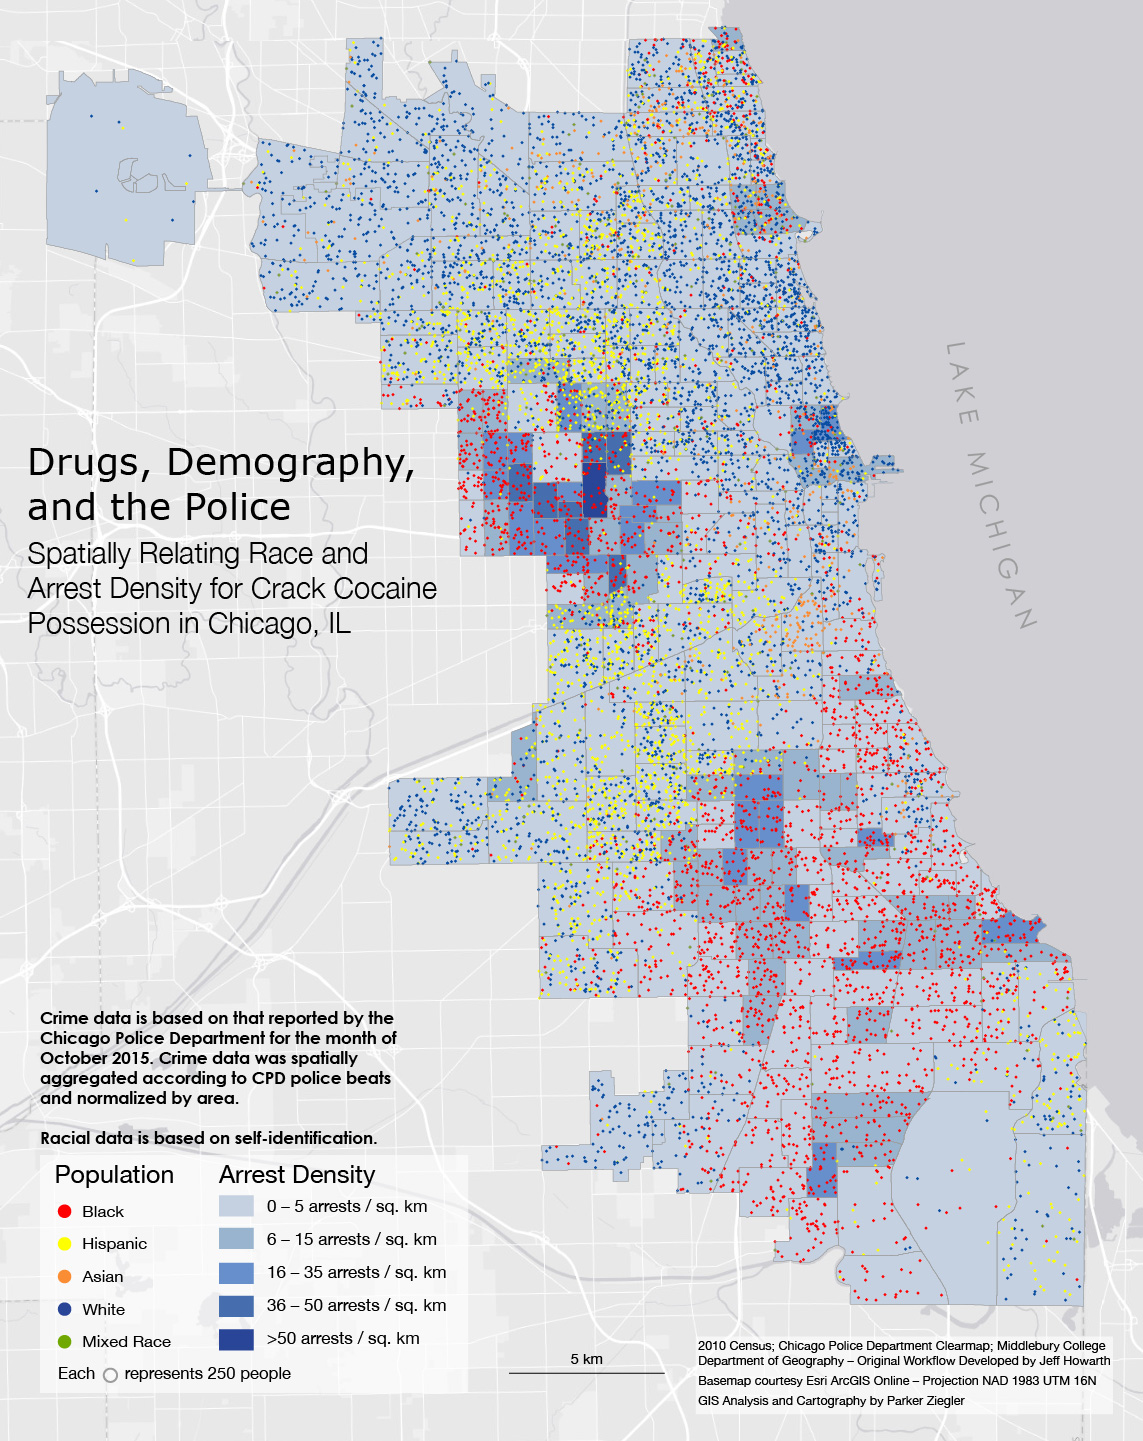 LAKE MICHIGAN
Drugs, Demography,
and the Police
Spatially Relating Race and
Arrest Density for Crack Cocaine
Possession in Chicago, IL
Crime data is based on that reported by the
Chicago Police Department for the month of
October 2015. Crime data was spatially
aggregated according to CPD police beats
and normalized by area.
Racial data is based on self-identification.
Population
Black
Hispanic
Asian
White
Mixed Race
Each represents 250 people
Arrest Density
0 – 5 arrests / sq. km
6 – 15 arrests / sq. km
16 – 35 arrests / sq. km
36 – 50 arrests / sq. km
>50 arrests / sq. km
5 km
2010 Census; Chicago Police Department Clearmap; Middlebury College
Department of Geography – Original Workflow Developed by Jeff Howarth
Basemap courtesy Esri ArcGIS Online – Projection NAD 1983 UTM 16N
GIS Analysis and Cartography by Parker Ziegler